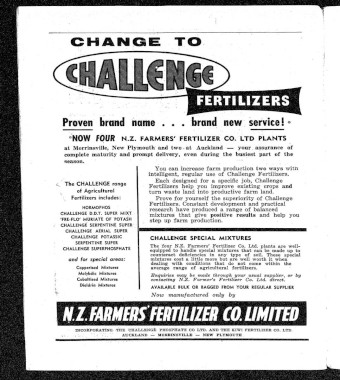 CHANGE TO
CHALLENGE
FERTILIZERS
Proven brand name . . . brand new service!
NOW FOUR N.Z. FARMERS' FERTILIZER CO. LTD PLANTS
at Morrinsville, New Plymouth and two at Auckland — your assurance of
complete maturity and prompt delivery, even during the busiest part of the
season.
You can increase farm production two ways with
intelligent, regular use of Challenge Fertilizers.
Each designed for a specific job, Challenge
Fertilizers help you improve existing crops and
turn waste land into productive farm land.
Prove for yourself the superiority of Challenge
Fertilizers. Constant development and practical
research have produced a range of balanced
mixtures that give positive results and help you
step up farm production.
The CHALLENGE range
of Agricultural
Fertilizers includes:
HORMOFHOS
CHALLENGE D.D.T. SUPER MIXT.
'FRE-FLO' MURIATE OF POTASH
CHALLENGE SERPENTINE SUPER
CHALLENGE AERIAL SUPER
CHALLENGE POTASSIC
SERPENTINE SUPER
CHALLENGE SUPERPHOSPHATE
and for special areas:
Copperised Mixtures
Molybdic Mixtures
Cobaltised Mixtures
Dieldrin Mixtures
CHALLENGE SPECIAL MIXTURES
The four N.Z. Farmers' Fertilizer Co. Ltd. plants are well-
equipped to handle special mixtures that can be made up to
counteract deficiencies in any type of soil. These special
mixtures cost a little more but are well worth it when
dealing with conditions that do not come within the
average range of agricultural fertilizers.
Enquiries may be made through your usual supplier, or by
contacting N.Z. Farmer's Fertilizer Co. Ltd. direct.
AVAILABLE BULK OR BAGGED FROM YOUR REGULAR SUPPLIER
Now manufactured only by
N.Z. FARMERS' FERTILIZER CO. LIMITED
INCORPORATING THE CHALLENGE PHOSPHATE CO LTD. AND THE KIWI FERTILIZER CO. LTD
AUCKLAND — MORRINSVILLE — NEW PLYMOUTH